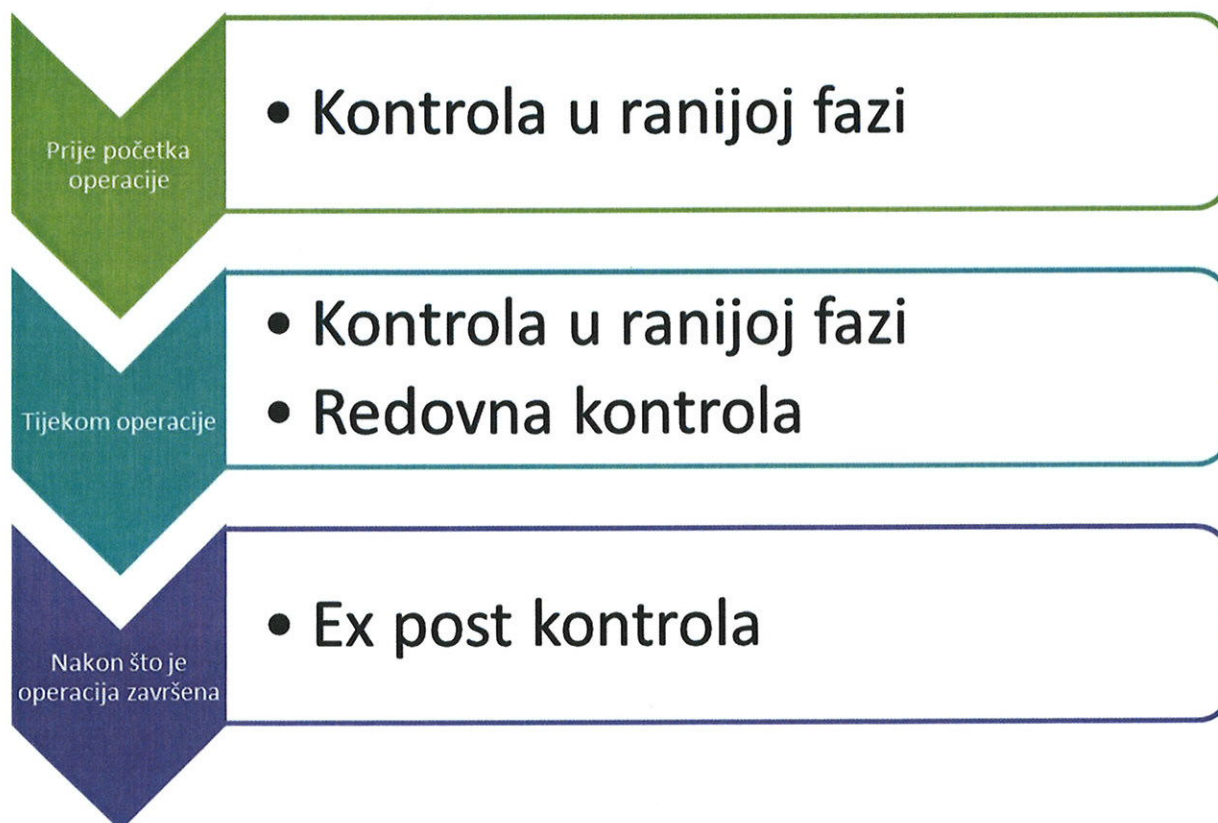 Prije početka
operacije
• Kontrola u ranijoj fazi
Tijekom operacije
• Kontrola u ranijoj fazi
• Redovna kontrola
Nakon što je
operacija završena
• Ex post kontrola